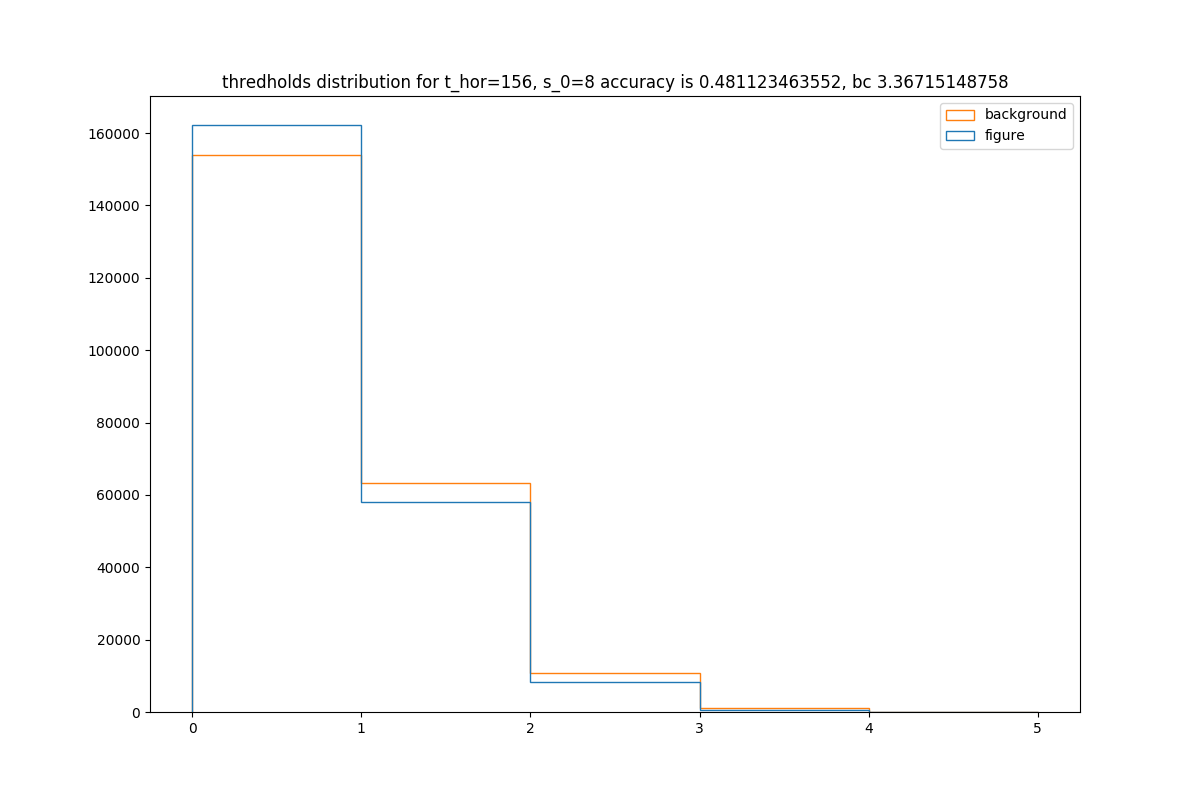 thredholds distribution for t_hor=156, s_0=8 accuracy is 0.481123463552, bc 3.36715148758
background
figure
160000
140000
120000
100000
80000
60000
40000
20000
0
0 1 2 3 4 5